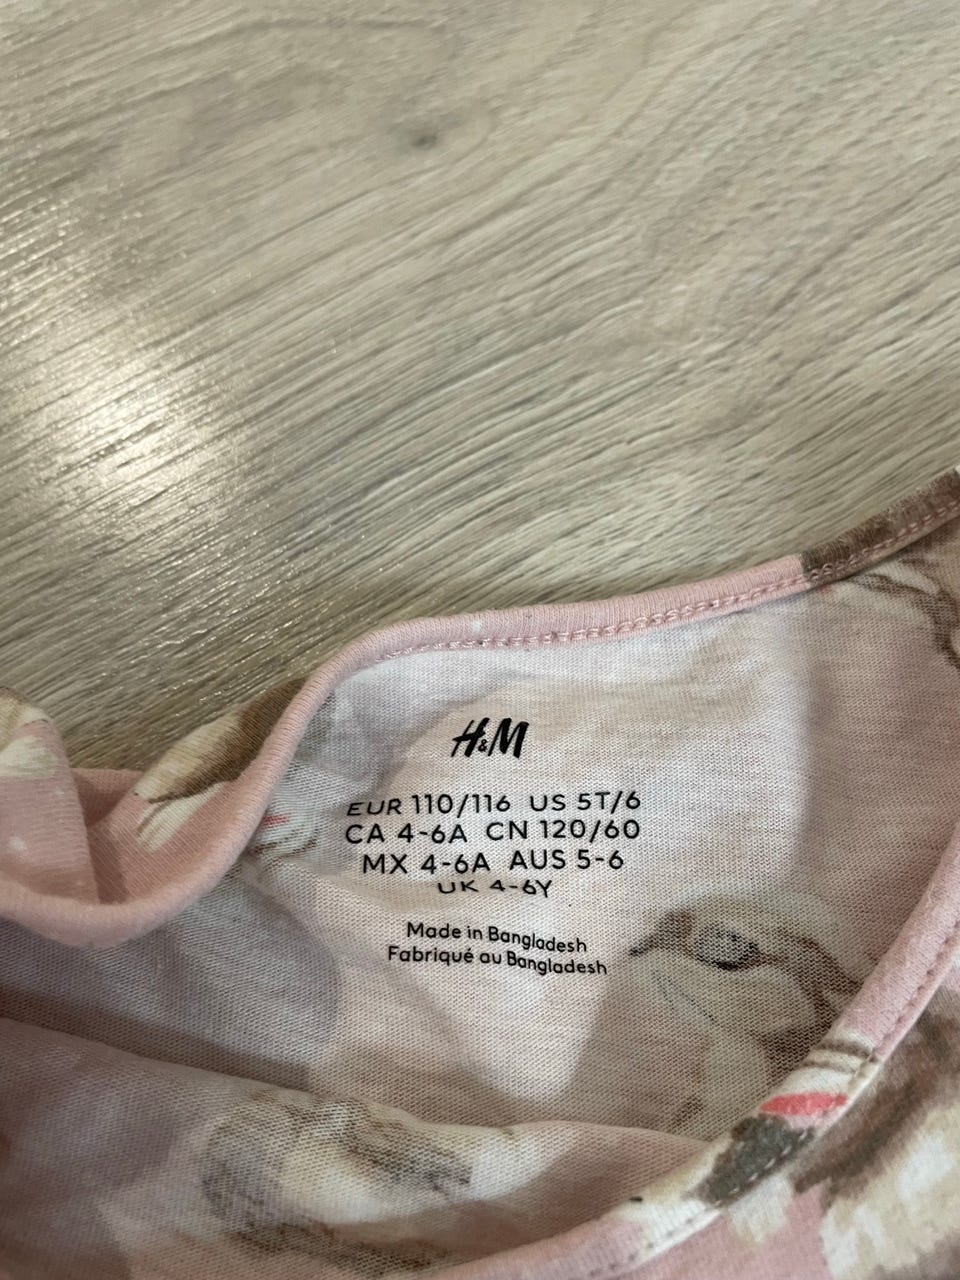 H&M
EUR 110/116 US 5T/6
CA 4-6A CN 120/60
MX 4-6A AUS 5-6
UK 4-6Y
Made in Bangladesh
Fabriqué au Bangladesh